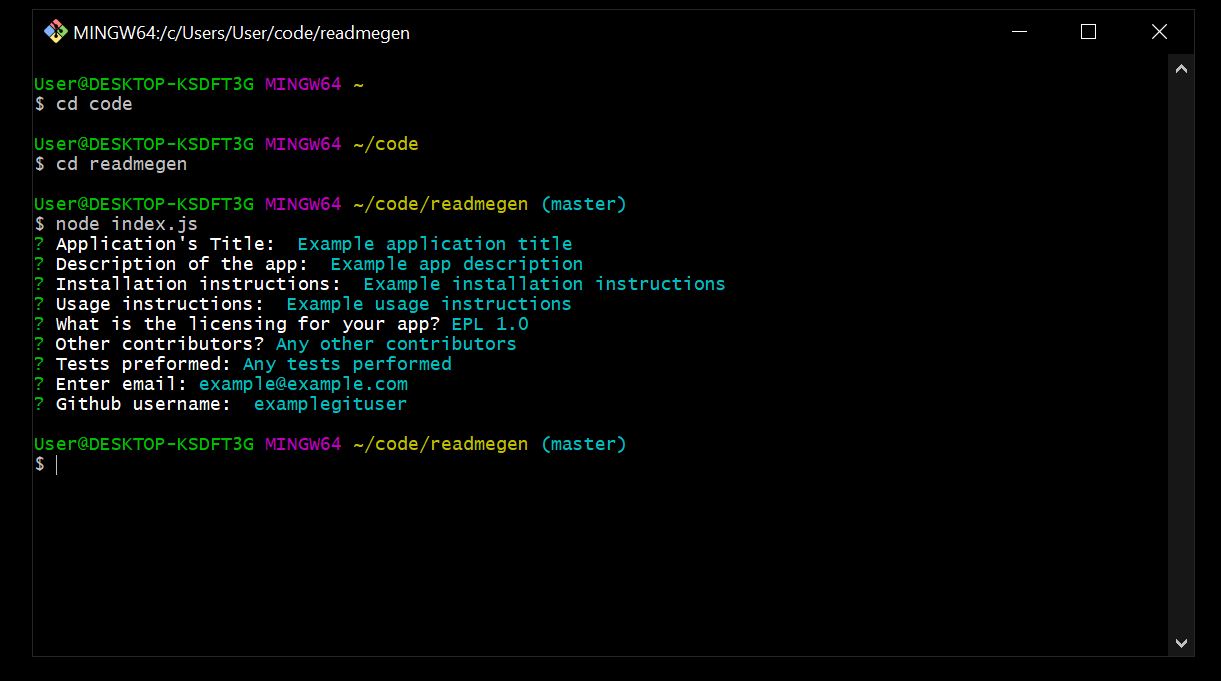 MINGW64:/c/Users/User/code/readmegen
User@DESKTOP-KSDFT3G MINGW64 ~
$ cd code
User@DESKTOP-KSDFT3G MINGW64 ~/code
$ cd readmegen
User@DESKTOP-KSDFT3G MINGW64 ~/code/readmegen (master)
$ node index.js
? Application's Title:  Example application title
? Description of the app:  Example app description
? Installation instructions:  Example installation instructions
? Usage instructions:  Example usage instructions
? What is the licensing for your app? EPL 1.0
? Other contributors? Any other contributors
? Tests preformed: Any tests performed
? Enter email: example@example.com
? Github username:  examplegituser
User@DESKTOP-KSDFT3G MINGW64 ~/code/readmegen (master)
$